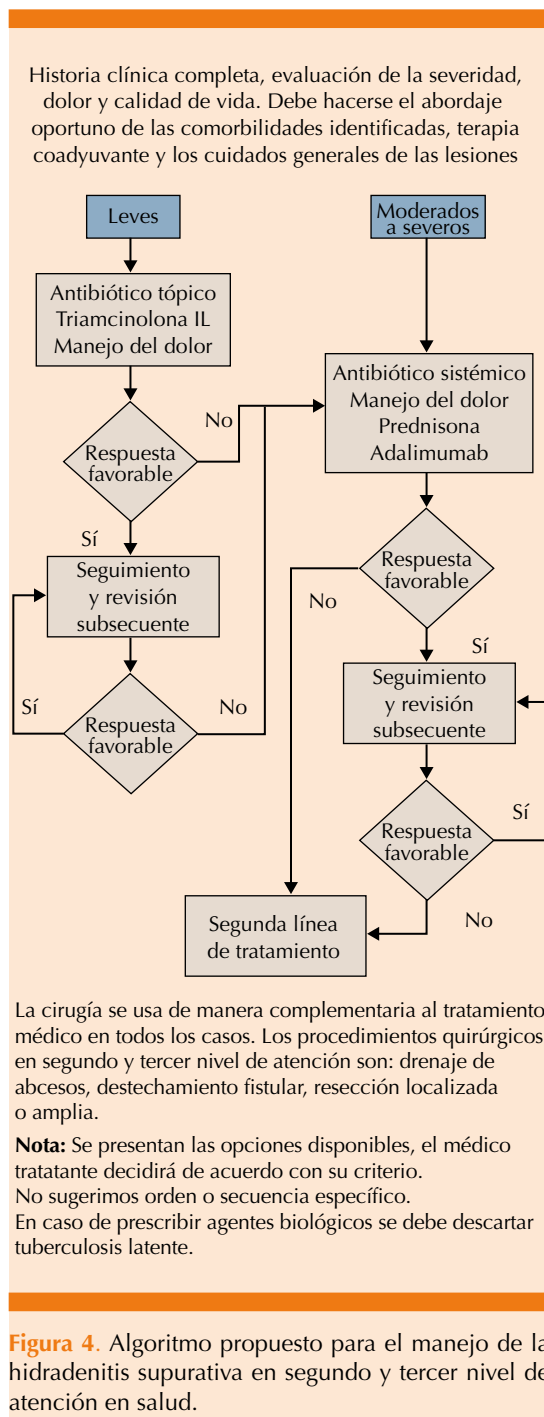 Historia clínica completa, evaluación de la severidad,
dolor y calidad de vida. Debe hacerse el abordaje
oportuno de las comorbilidades identificadas, terapia
coadyuvante y los cuidados generales de las lesiones
Leves
Antibiótico tópico
Triamcinolona IL
Manejo del dolor
Respuesta
favorable
No
Sí
Seguimiento
y revisión
subsecuente
Respuesta
favorable
Sí
No
Moderados
a severos
Antibiótico sistémico
Manejo del dolor
Prednisona
Adalimumab
Respuesta
favorable
No
Sí
Seguimiento
y revisión
subsecuente
Respuesta
favorable
Sí
No
Segunda línea
de tratamiento
La cirugía se usa de manera complementaria al tratamiento
médico en todos los casos. Los procedimientos quirúrgicos
en segundo y tercer nivel de atención son: drenaje de
abcesos, destechamiento fistular, resección localizada
o amplia.
Nota: Se presentan las opciones disponibles, el médico
tratatante decidirá de acuerdo con su criterio.
No sugerimos orden o secuencia específico.
En caso de prescribir agentes biológicos se debe descartar
tuberculosis latente.
Figura 4. Algoritmo propuesto para el manejo de la
hidradenitis supurativa en segundo y tercer nivel de
atención en salud.